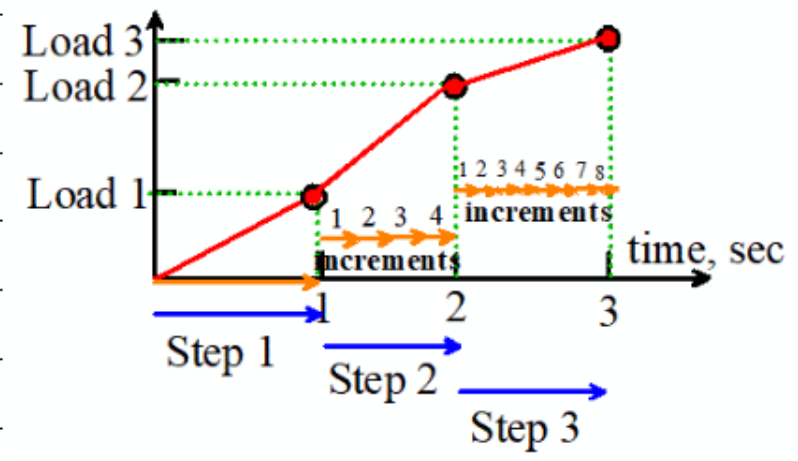 Load 3
Load 2
Load 1
1 2 3 4 5 6 7 8
increments
1 2 3 4
increments
time, sec
1 2 3
Step 1
Step 2
Step 3